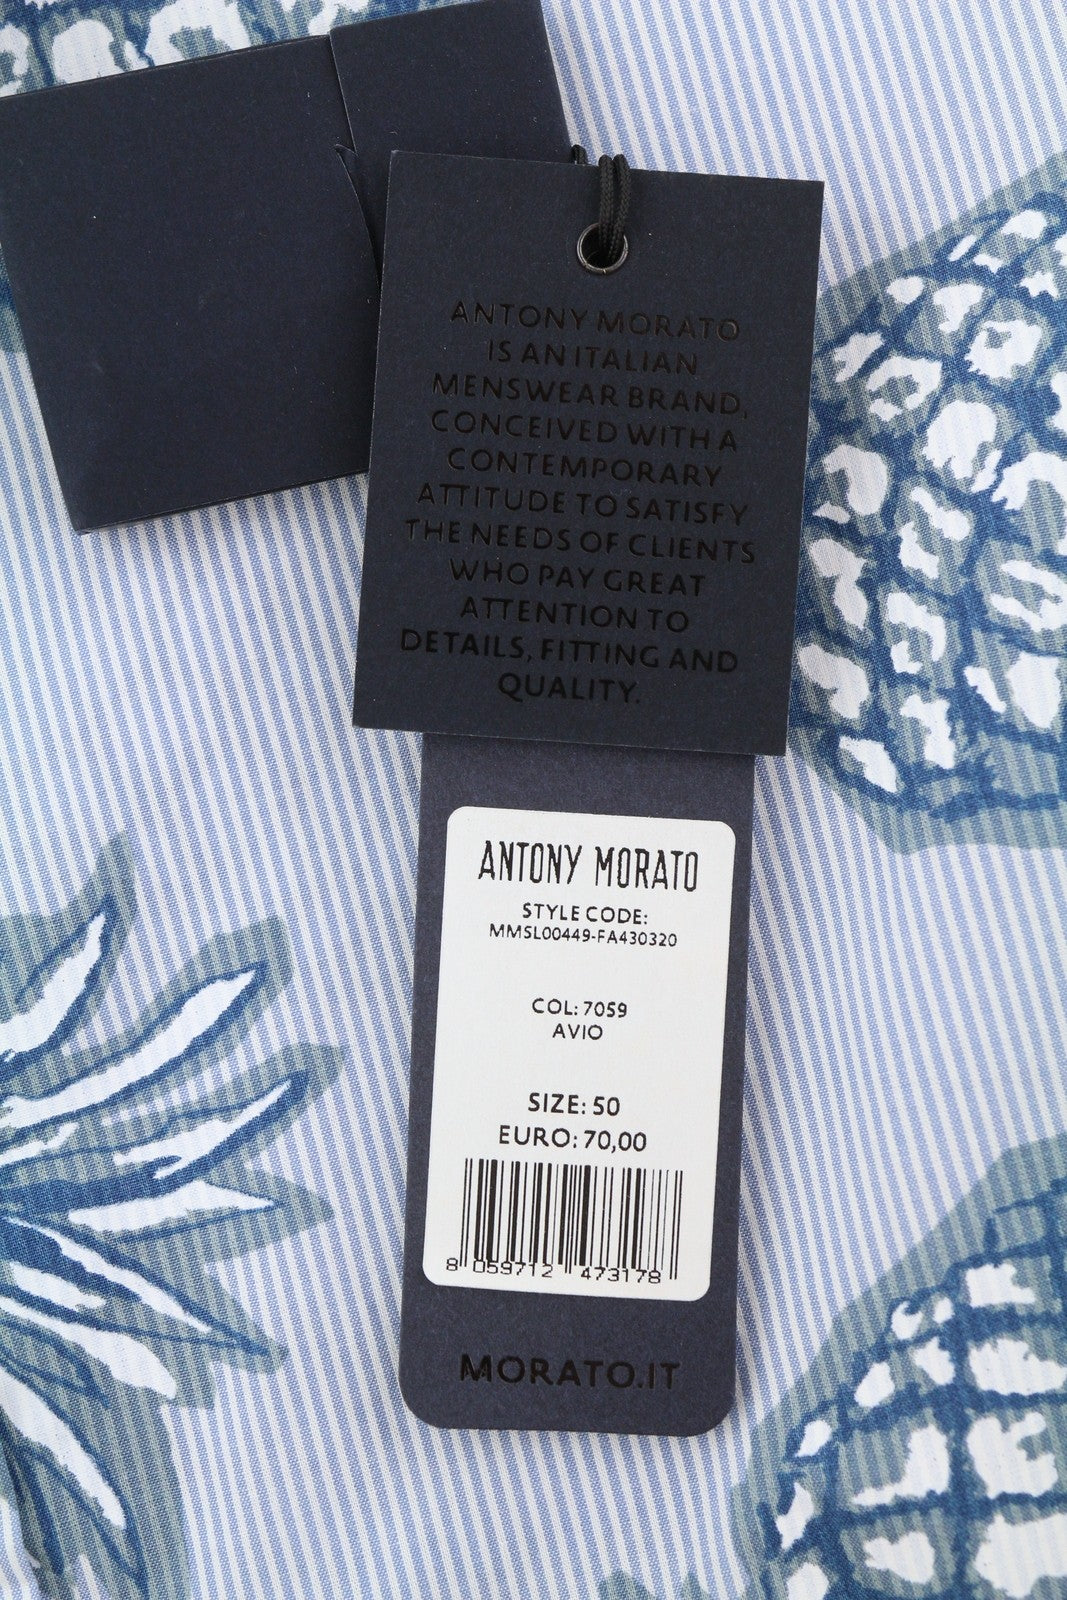 ANTONY MORATO
IS AN ITALIAN
MENSWEAR BRAND,
CONCEIVED WITH A
CONTEMPORARY
ATTITUDE TO SATISFY
THE NEEDS OF CLIENTS
WHO PAY GREAT
ATTENTION TO
DETAILS, FITTING AND
QUALITY.
ANTONY MORATO
STYLE CODE:
MMSL00449-FA430320
COL: 7059
AVIO
SIZE: 50
EURO: 70,00
8 059712 473178
MORATO.IT